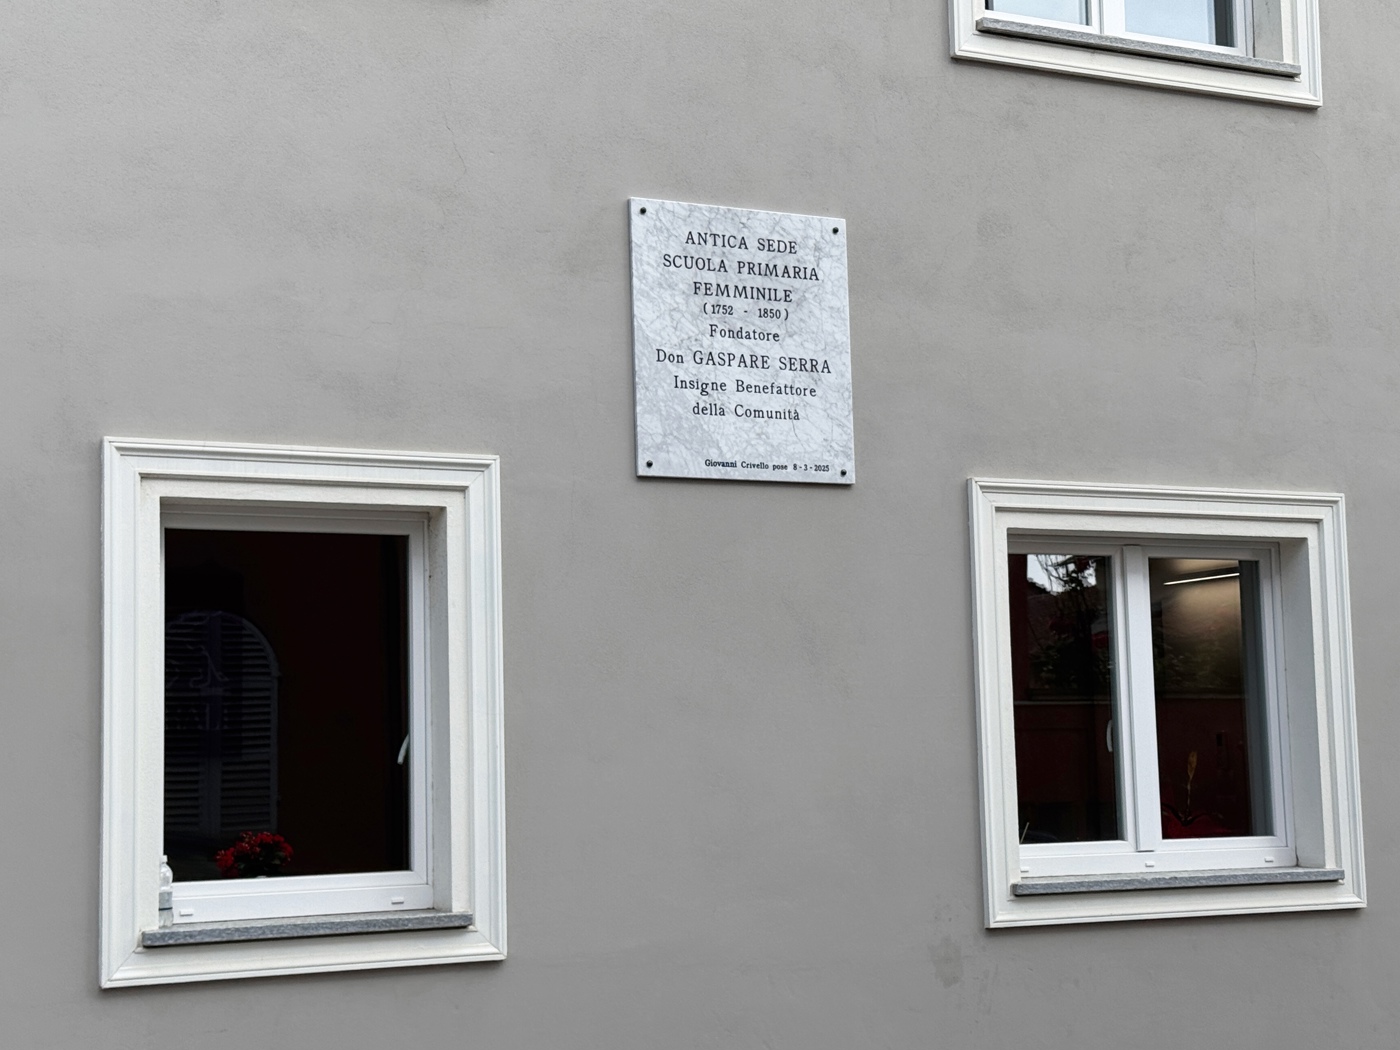 ANTICA SEDE
SCUOLA PRIMARIA
FEMMINILE
(1752 - 1850)
Fondatore
Don GASPARE SERRA
Insigne Benefattore
della Comunità
Giovanni Crivello pose 8-3-2025